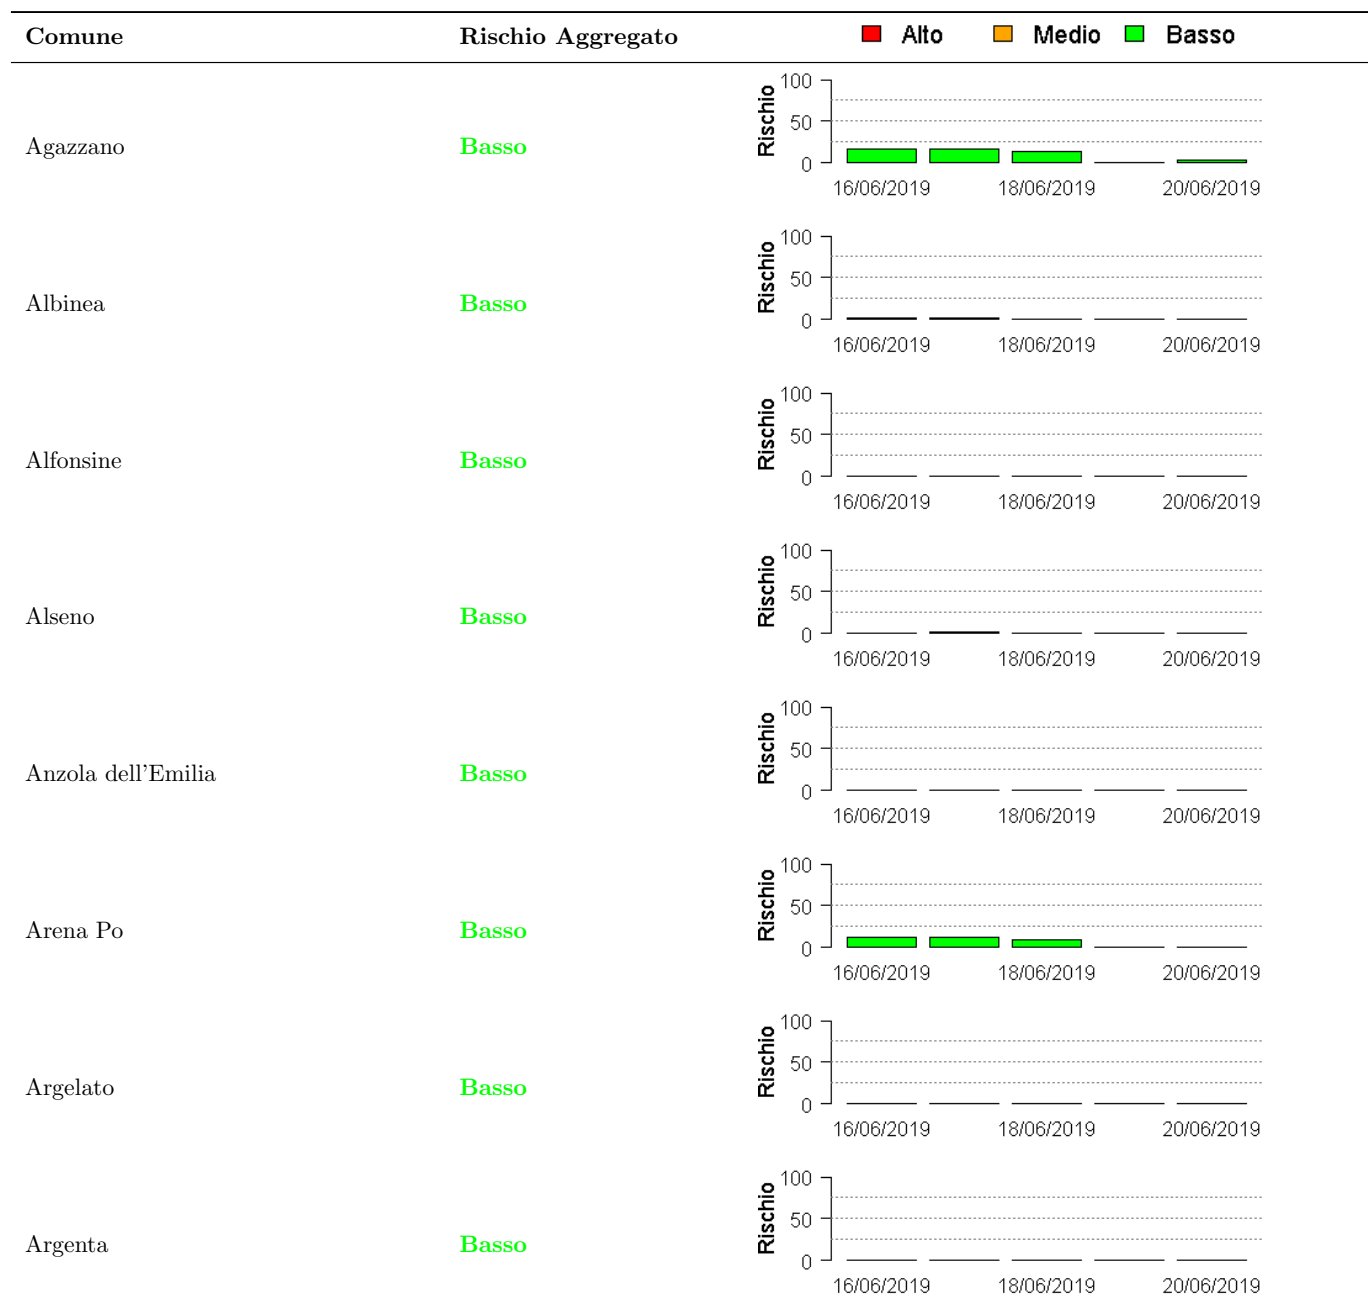 Comune Rischio Aggregato Alto Medio Basso
Agazzano Basso Rischio 100 50 0
16/06/2019 18/06/2019 20/06/2019
Albinea Basso Rischio 100 50 0
16/06/2019 18/06/2019 20/06/2019
Alfonsine Basso Rischio 100 50 0
16/06/2019 18/06/2019 20/06/2019
Alseno Basso Rischio 100 50 0
16/06/2019 18/06/2019 20/06/2019
Anzola dell'Emilia Basso Rischio 100 50 0
16/06/2019 18/06/2019 20/06/2019
Arena Po Basso Rischio 100 50 0
16/06/2019 18/06/2019 20/06/2019
Argelato Basso Rischio 100 50 0
16/06/2019 18/06/2019 20/06/2019
Argenta Basso Rischio 100 50 0
16/06/2019 18/06/2019 20/06/2019